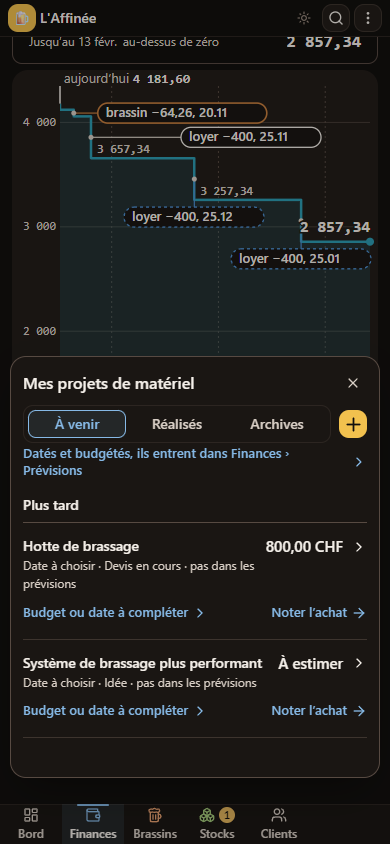 L'Affinée
Jusqu'au 13 févr. au-dessus de zéro 2 857,34
aujourd'hui 4 181,60
brassin −64,26, 20.11
4 000
loyer −400, 25.11
3 657,34
3 257,34
loyer −400, 25.12
3 000
2 857,34
loyer −400, 25.01
2 000
Mes projets de matériel
À venir Réalisés Archives
Datés et budgétés, ils entrent dans Finances ›
Prévisions
Plus tard
Hotte de brassage 800,00 CHF
Date à choisir · Devis en cours · pas dans les
prévisions
Budget ou date à compléter Noter l'achat
Système de brassage plus performant À estimer
Date à choisir · Idée · pas dans les prévisions
Budget ou date à compléter Noter l'achat
1
Bord Finances Brassins Stocks Clients